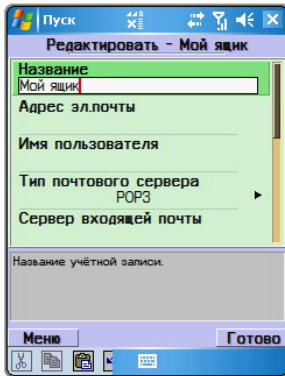 Пуск
Редактировать - Мой ящик
Название
Мой ящик
Адрес эл.почты
Имя пользователя
Тип почтового сервера
POP3
Сервер входящей почты
Название учётной записи.
Меню
Готово